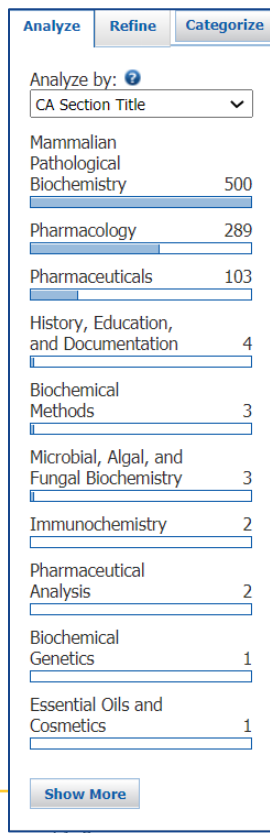 Analyze Refine Categorize
Analyze by: ?
CA Section Title
Mammalian
Pathological
Biochemistry 500
Pharmacology 289
Pharmaceuticals 103
History, Education,
and Documentation 4
Biochemical
Methods 3
Microbial, Algal, and
Fungal Biochemistry 3
Immunochemistry 2
Pharmaceutical
Analysis 2
Biochemical
Genetics 1
Essential Oils and
Cosmetics 1
Show More